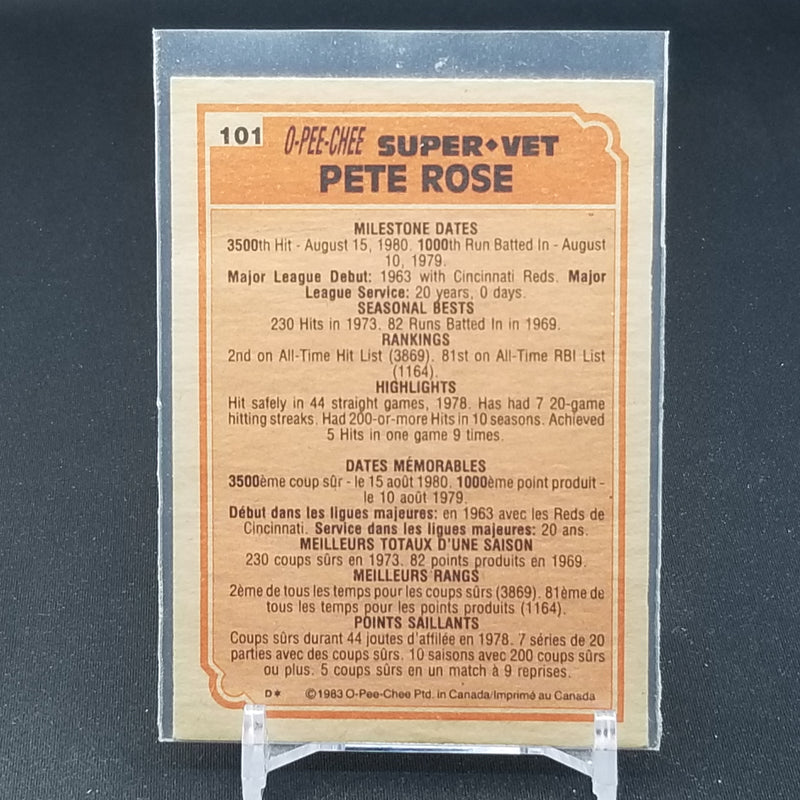 101 O-PEE-CHEE SUPER◆VET
PETE ROSE
MILESTONE DATES
3500th Hit - August 15, 1980. 1000th Run Batted In - August
10, 1979.
Major League Debut: 1963 with Cincinnati Reds. Major
League Service: 20 years, 0 days.
SEASONAL BESTS
230 Hits in 1973. 82 Runs Batted In in 1969.
RANKINGS
2nd on All-Time Hit List (3869). 81st on All-Time RBI List
(1164).
HIGHLIGHTS
Hit safely in 44 straight games, 1978. Has had 7 20-game
hitting streaks. Had 200-or-more Hits in 10 seasons. Achieved
5 Hits in one game 9 times.
DATES MÉMORABLES
3500ème coup sûr - le 15 août 1980. 1000ème point produit -
le 10 août 1979.
Début dans les ligues majeures: en 1963 avec les Reds de
Cincinnati. Service dans les ligues majeures: 20 ans.
MEILLEURS TOTAUX D'UNE SAISON
230 coups sûrs en 1973. 82 points produits en 1969.
MEILLEURS RANGS
2ème de tous les temps pour les coups sûrs (3869). 81ème de
tous les temps pour les points produits (1164).
POINTS SAILLANTS
Coups sûrs durant 44 joutes d'affilée en 1978. 7 séries de 20
parties avec des coups sûrs. 10 saisons avec 200 coups sûrs
ou plus. 5 coups sûrs en un match à 9 reprises.
D* ©1983 O-Pee-Chee Ptd. in Canada/Imprimé au Canada